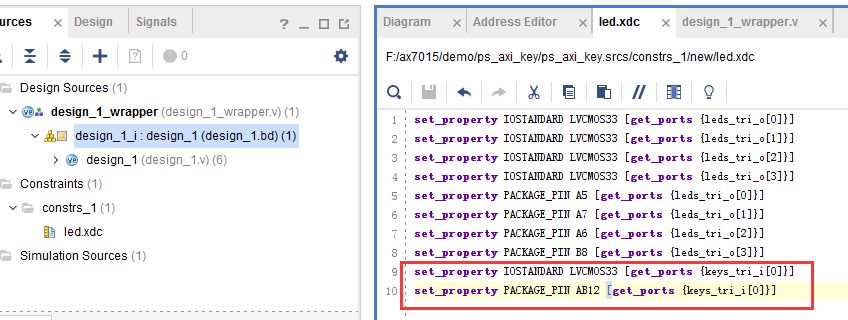 ources Design Signals ? _ □
0
Design Sources (1)
design_1_wrapper (design_1_wrapper.v) (1)
design_1_i : design_1 (design_1.bd) (1)
design_1 (design_1.v) (6)
Constraints (1)
constrs_1 (1)
led.xdc
Simulation Sources (1)
Diagram × Address Editor × led.xdc × design_1_wrapper.v ×
F:/ax7015/demo/ps_axi_key/ps_axi_key.srcs/constrs_1/new/led.xdc
//
1 set_property IOSTANDARD LVCMOS33 [get_ports {leds_tri_o[0]}]
2 set_property IOSTANDARD LVCMOS33 [get_ports {leds_tri_o[1]}]
3 set_property IOSTANDARD LVCMOS33 [get_ports {leds_tri_o[2]}]
4 set_property IOSTANDARD LVCMOS33 [get_ports {leds_tri_o[3]}]
5 set_property PACKAGE_PIN A5 [get_ports {leds_tri_o[0]}]
6 set_property PACKAGE_PIN A7 [get_ports {leds_tri_o[1]}]
7 set_property PACKAGE_PIN A6 [get_ports {leds_tri_o[2]}]
8 set_property PACKAGE_PIN B8 [get_ports {leds_tri_o[3]}]
9 set_property IOSTANDARD LVCMOS33 [get_ports {keys_tri_i[0]}]
10 set_property PACKAGE_PIN AB12 [get_ports {keys_tri_i[0]}]